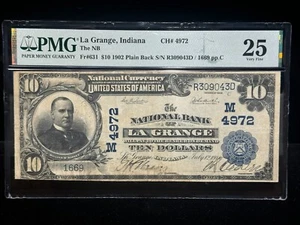 PMG
PAPER MONEY GUARANTY
La Grange, Indiana CH# 4972
The NB
Fr#631 $10 1902 Plain Back S/N R309043D / 1669 pp.C
25
Very Fine
National Currency
UNITED STATES OF AMERICA
10
10
R309043D
M
M 4972
4972
The
NATIONAL BANK
OF
LA GRANGE
TEN DOLLARS
1669